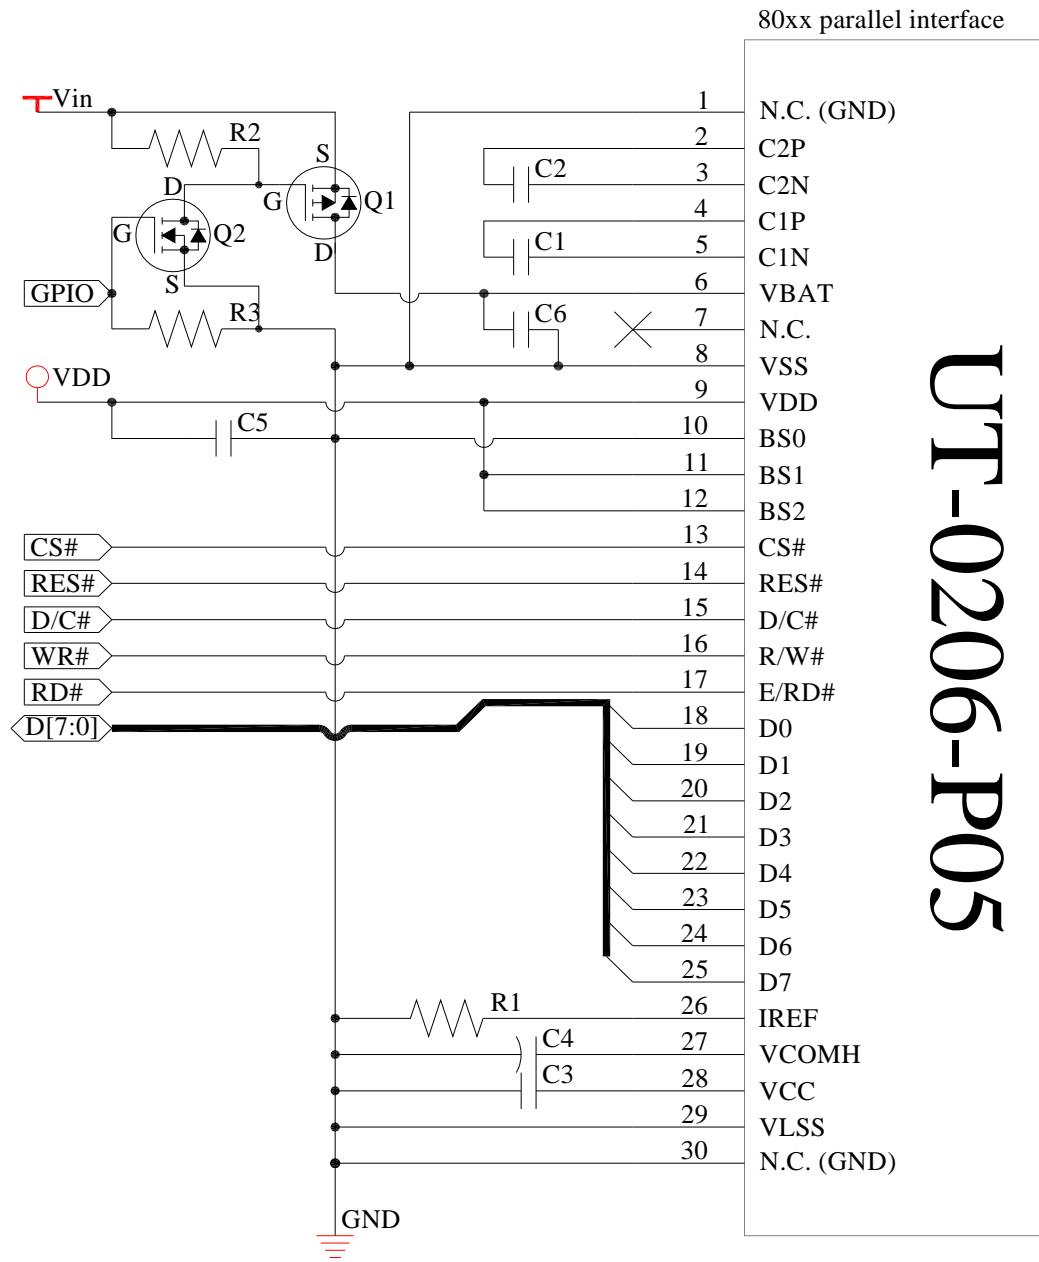 80xx parallel interface
Vin
R2
S
D
G
Q1
G
Q2
D
S
GPIO
R3
VDD
C5
CS#
RES#
D/C#
WR#
RD#
D[7:0]
C2
C1
C6
R1
C4
C3
GND
1 N.C. (GND)
2 C2P
3 C2N
4 C1P
5 C1N
6 VBAT
7 N.C.
8 VSS
9 VDD
10 BS0
11 BS1
12 BS2
13 CS#
14 RES#
15 D/C#
16 R/W#
17 E/RD#
18 D0
19 D1
20 D2
21 D3
22 D4
23 D5
24 D6
25 D7
26 IREF
27 VCOMH
28 VCC
29 VLSS
30 N.C. (GND)
UT-0206-P05